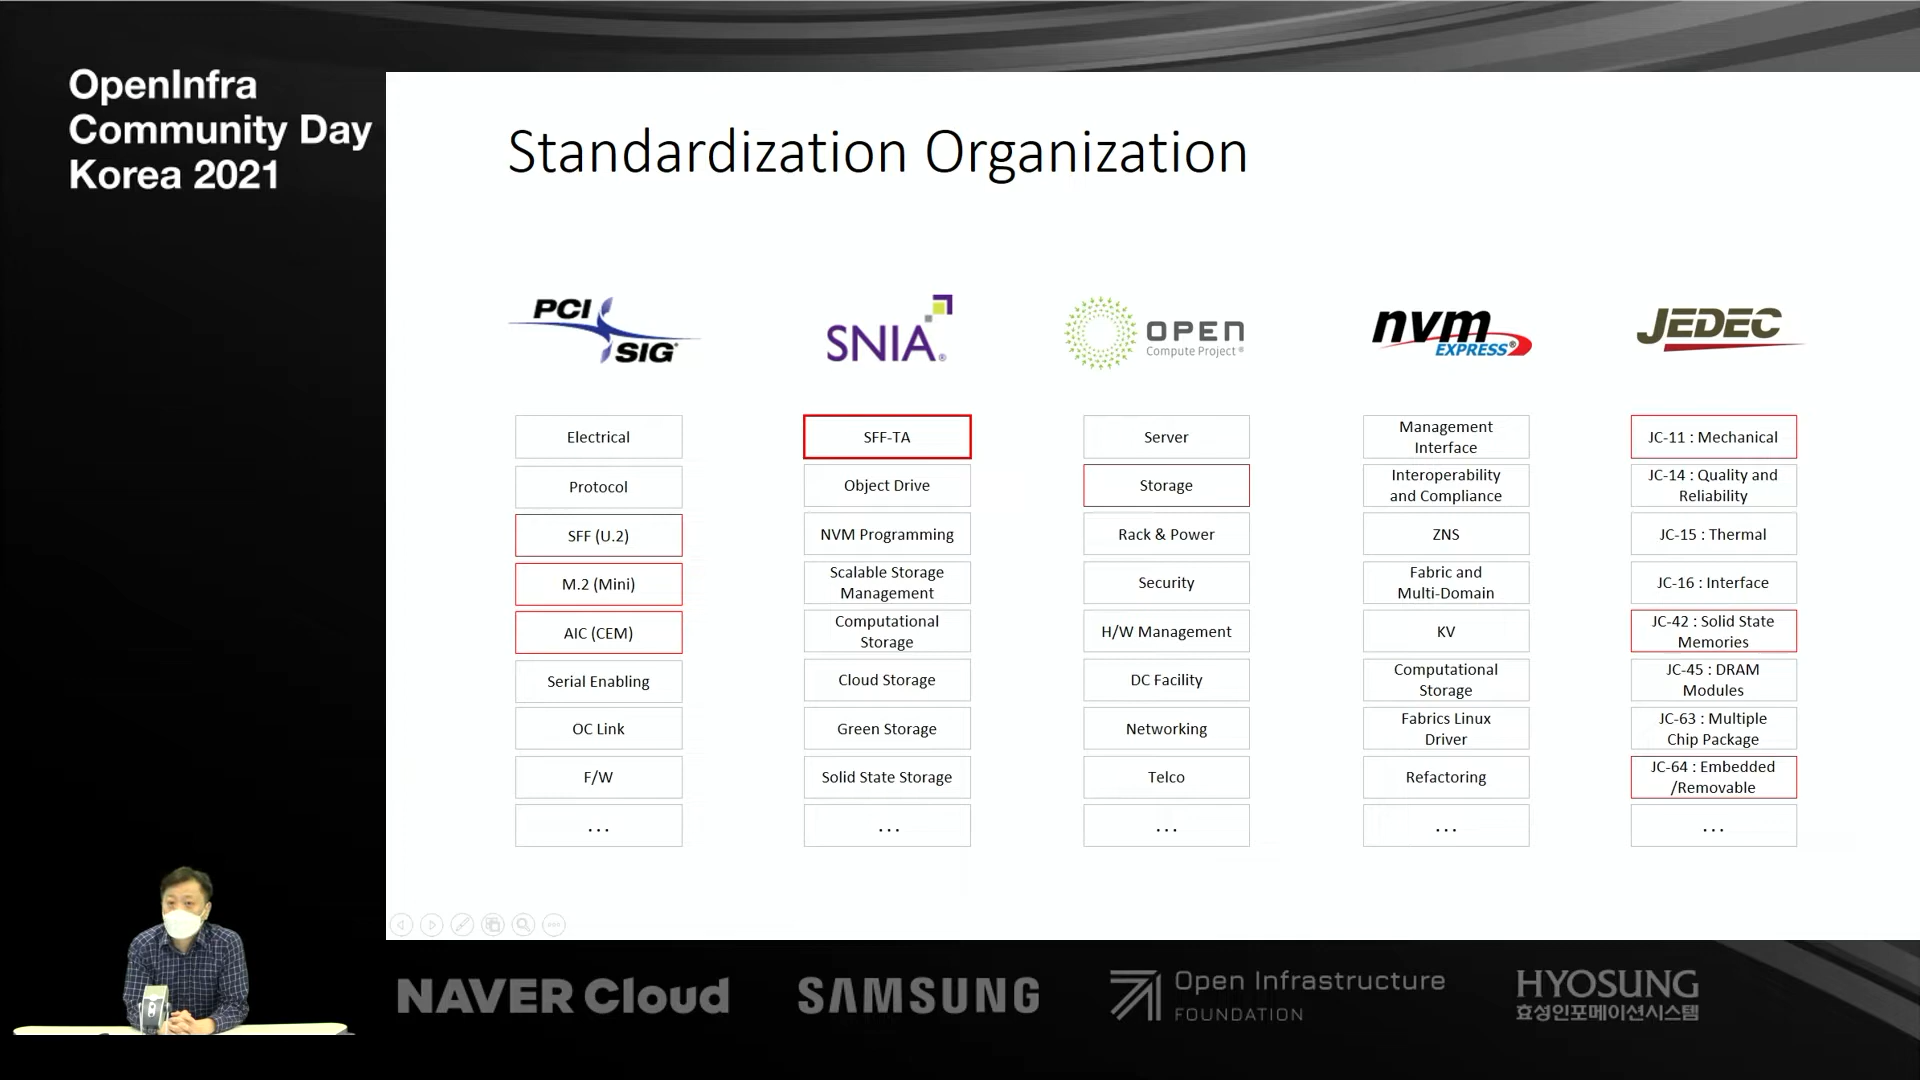 OpenInfra
Community Day
Korea 2021
Standardization Organization
PCI
SIG
SNIA®
OPEN
Compute Project®
nvm
EXPRESS®
JEDEC
Electrical
Protocol
SFF (U.2)
M.2 (Mini)
AIC (CEM)
Serial Enabling
OC Link
F/W
...
SFF-TA
Object Drive
NVM Programming
Scalable Storage
Management
Computational
Storage
Cloud Storage
Green Storage
Solid State Storage
...
Server
Storage
Rack & Power
Security
H/W Management
DC Facility
Networking
Telco
...
Management
Interface
Interoperability
and Compliance
ZNS
Fabric and
Multi-Domain
KV
Computational
Storage
Fabrics Linux
Driver
Refactoring
...
JC-11 : Mechanical
JC-14 : Quality and
Reliability
JC-15 : Thermal
JC-16 : Interface
JC-42 : Solid State
Memories
JC-45 : DRAM
Modules
JC-63 : Multiple
Chip Package
JC-64 : Embedded
/Removable
...
NAVER Cloud
SAMSUNG
Open Infrastructure
FOUNDATION
HYOSUNG
효성인포메이션시스템